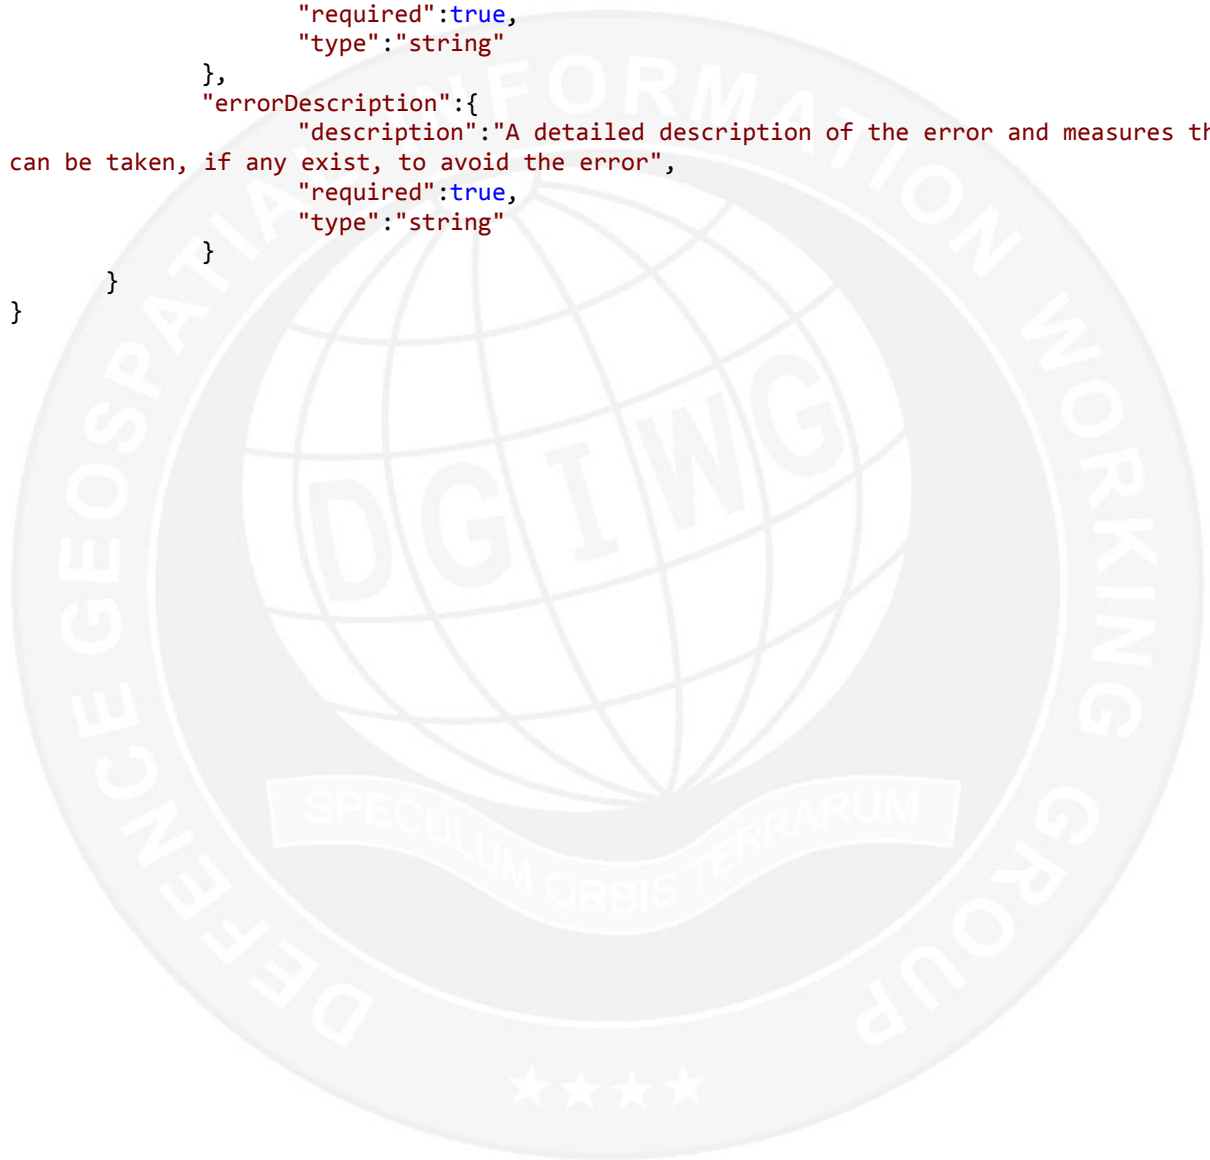 "required":true,
"type":"string"
},
"errorDescription":{
"description":"A detailed description of the error and measures
can be taken, if any exist, to avoid the error",
"required":true,
"type":"string"
}
}
}
DEFENCE GEOSPATIAL INFORMATION WORKING GROUP
DGIWG
SPECULUM ORBIS TERRARUM